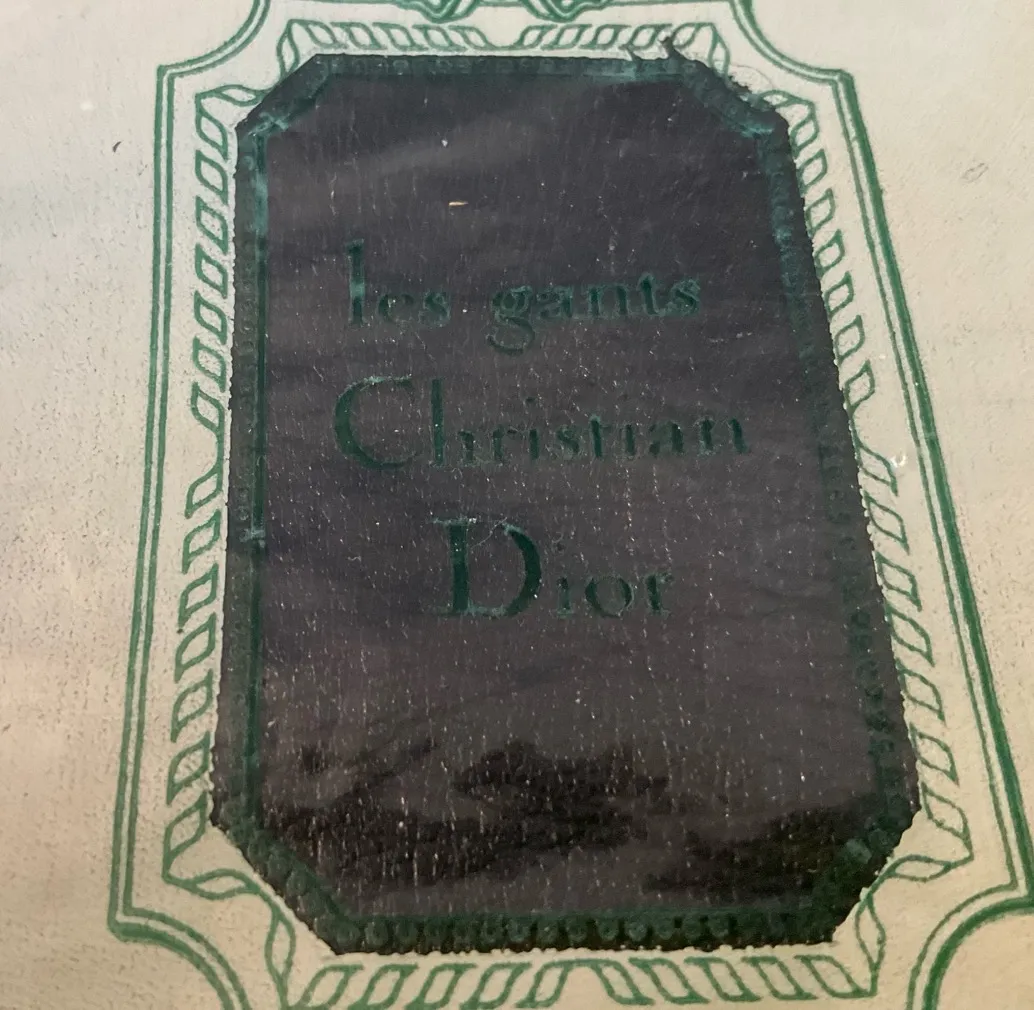 les gants
Christian
Dior